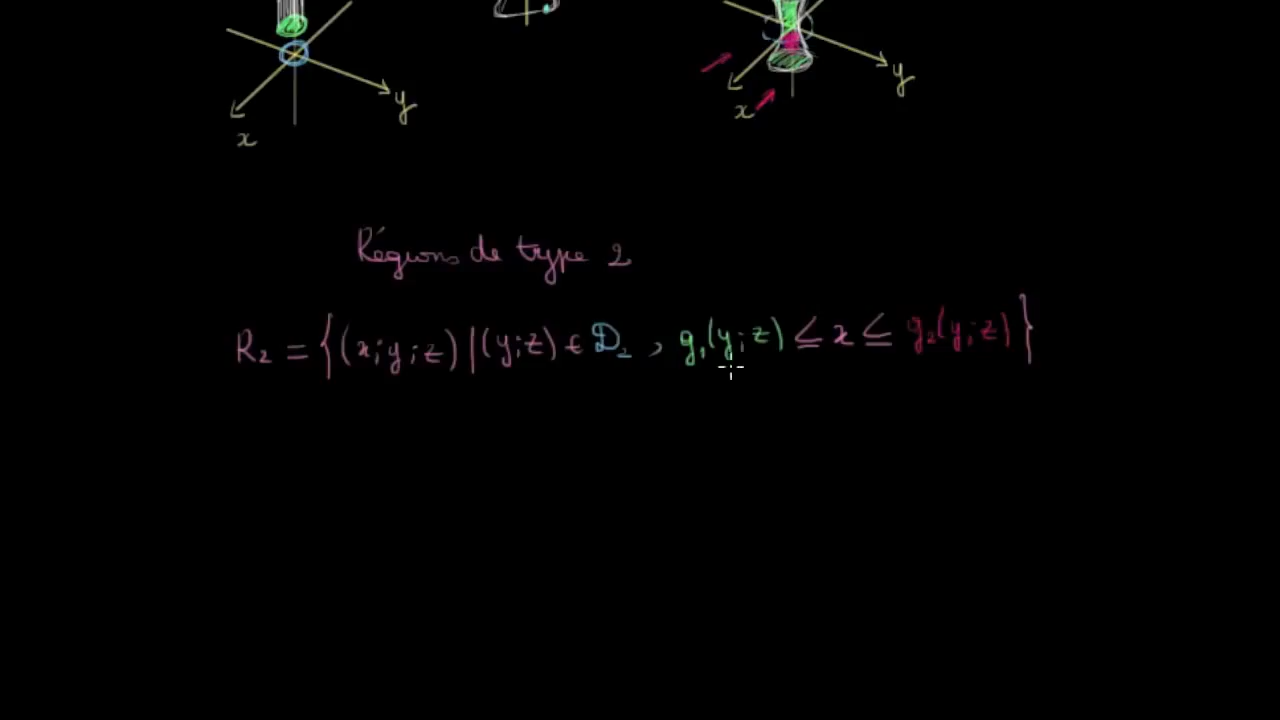 y
x
y
x
Régions de type 2
R₂ = {(x;y;z) | (y;z) ∈ D₂ , g₁(y;z) ≤ x ≤ g₂(y;z)}